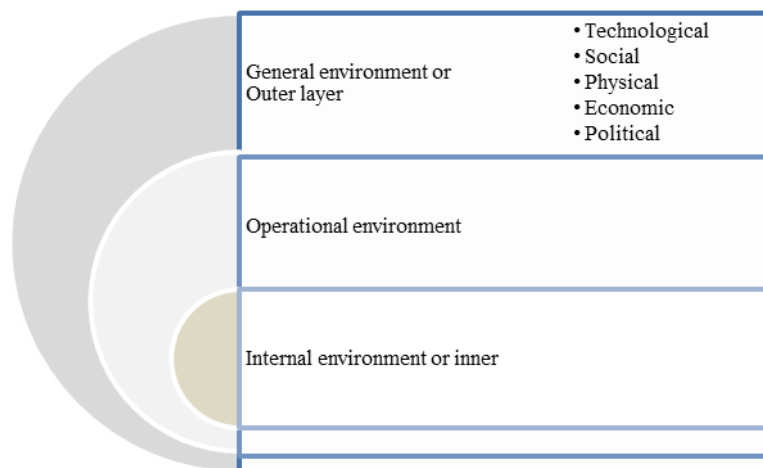 General environment or
Outer layer
• Technological
• Social
• Physical
• Economic
• Political
Operational environment
Internal environment or inner